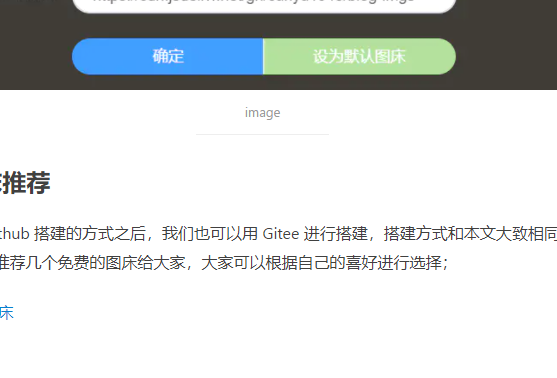 确定
设为默认图床
image
推荐
thub 搭建的方式之后，我们也可以用 Gitee 进行搭建，搭建方式和本文大致相同
推荐几个免费的图床给大家，大家可以根据自己的喜好进行选择；
床